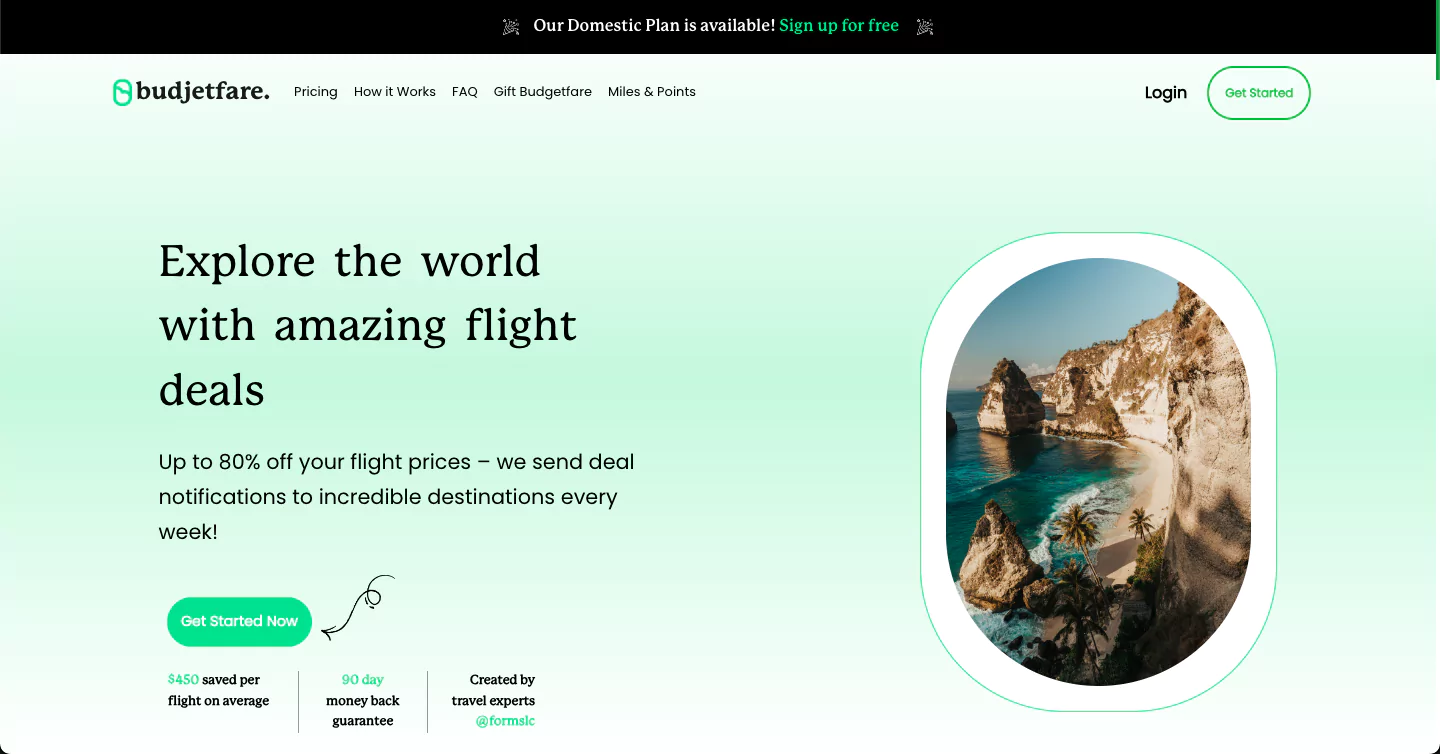 Our Domestic Plan is available! Sign up for free
budjetfare.
Pricing
How it Works
FAQ
Gift Budgetfare
Miles & Points
Login
Get Started
Explore the world
with amazing flight
deals
Up to 80% off your flight prices – we send deal
notifications to incredible destinations every
week!
Get Started Now
$450 saved per
flight on average
90 day
money back
guarantee
Created by
travel experts
@formslc